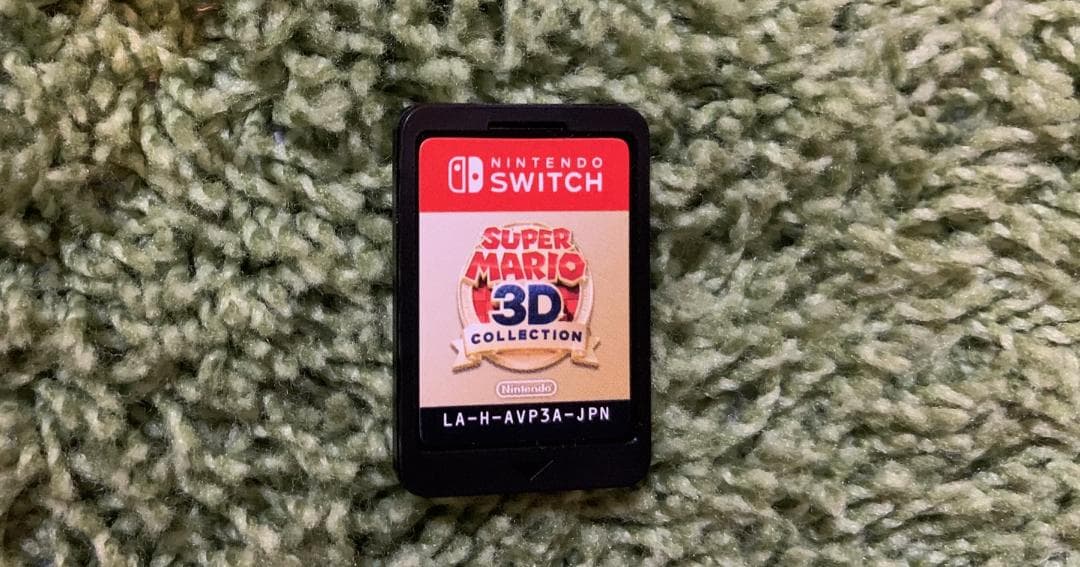 NINTENDO
SWITCH
SUPER
MARIO
3D
COLLECTION
Nintendo
LA-H-AVP3A-JPN